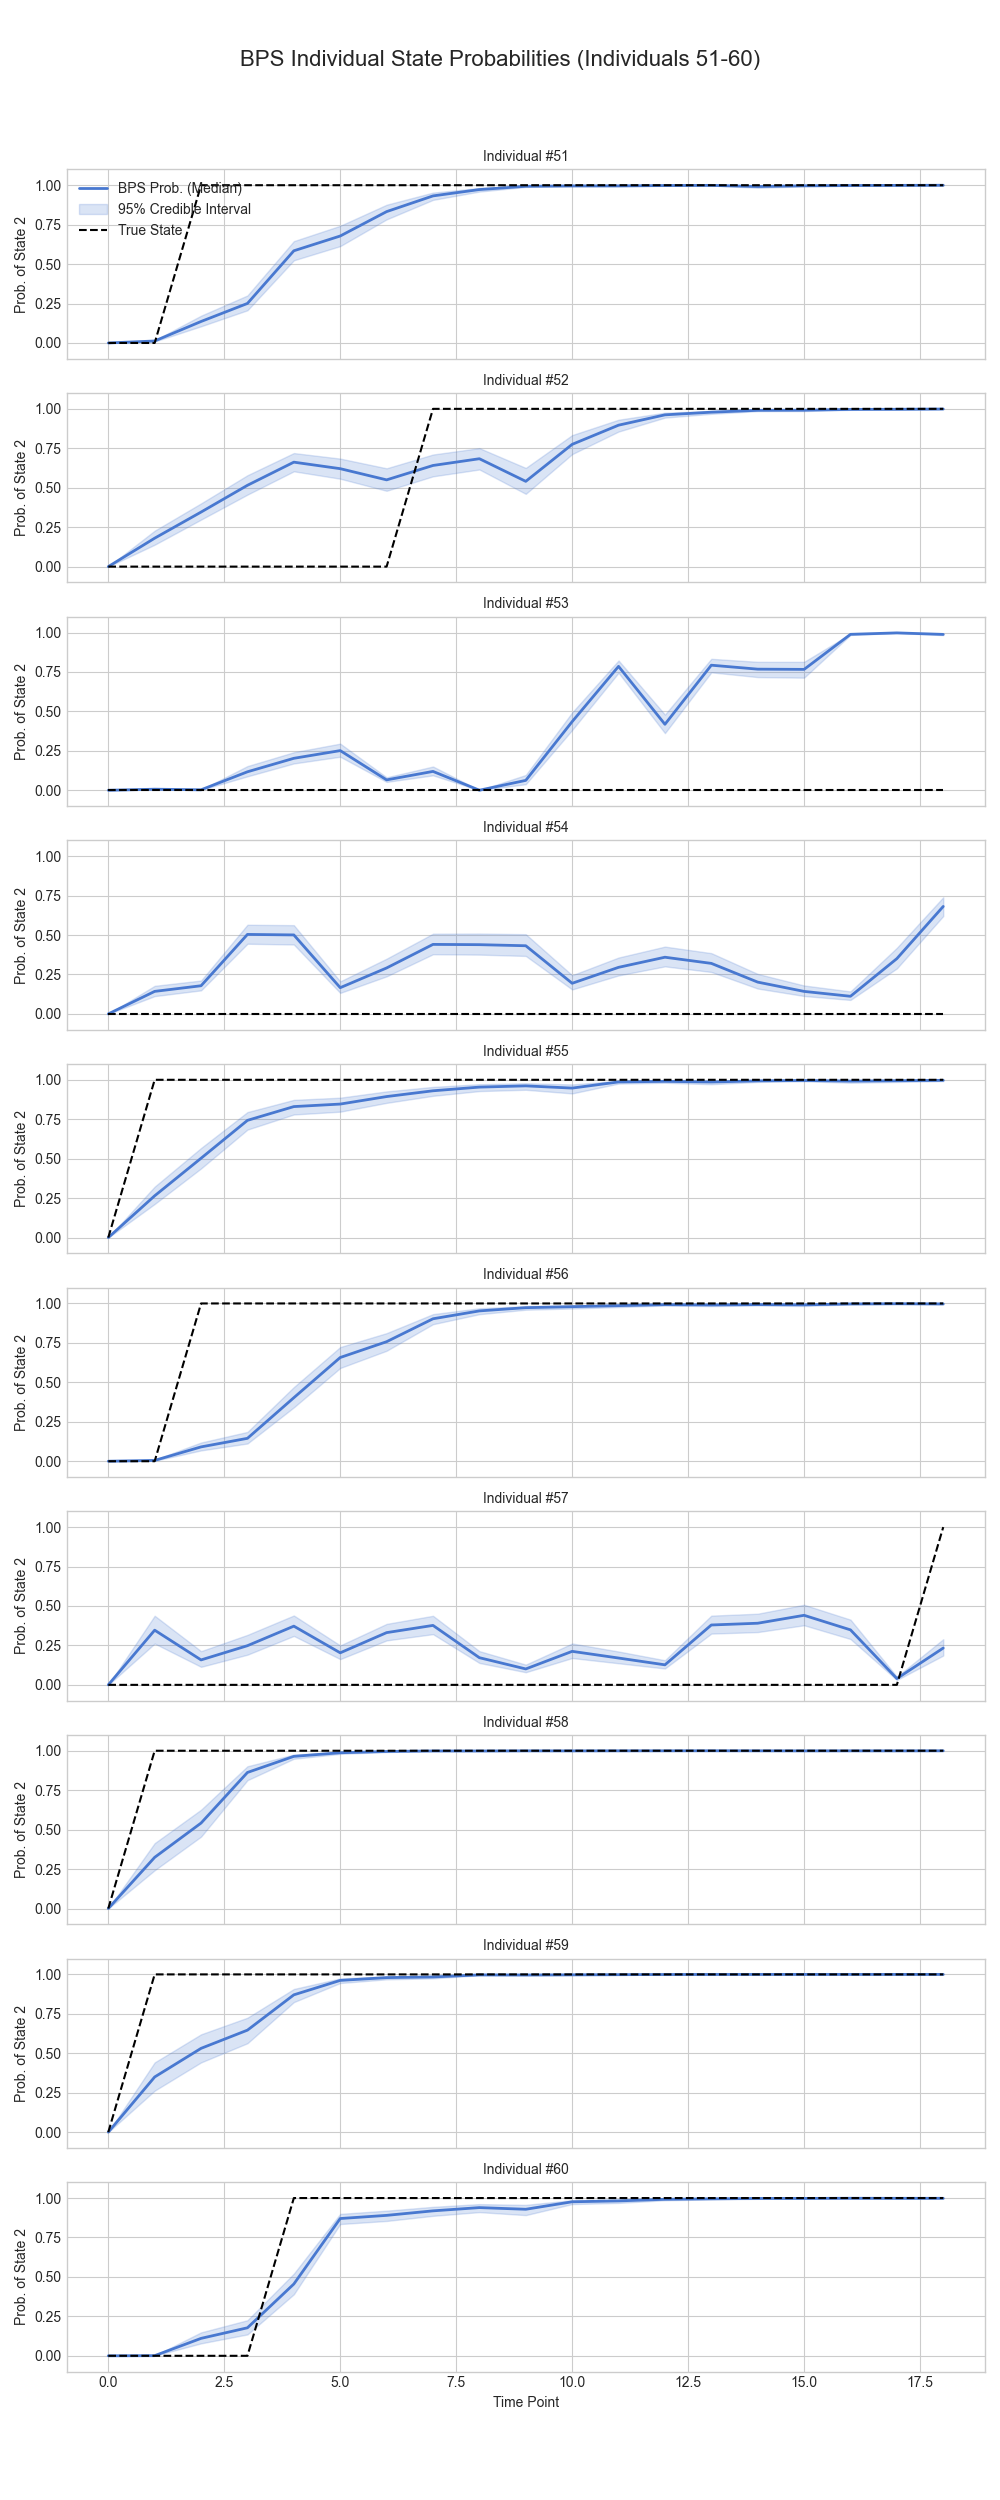 BPS Individual State Probabilities (Individuals 51-60)
Individual #51
BPS Prob. (Median)
95% Credible Interval
True State
Prob. of State 2
1.00
0.75
0.50
0.25
0.00
Individual #52
Prob. of State 2
1.00
0.75
0.50
0.25
0.00
Individual #53
Prob. of State 2
1.00
0.75
0.50
0.25
0.00
Individual #54
Prob. of State 2
1.00
0.75
0.50
0.25
0.00
Individual #55
Prob. of State 2
1.00
0.75
0.50
0.25
0.00
Individual #56
Prob. of State 2
1.00
0.75
0.50
0.25
0.00
Individual #57
Prob. of State 2
1.00
0.75
0.50
0.25
0.00
Individual #58
Prob. of State 2
1.00
0.75
0.50
0.25
0.00
Individual #59
Prob. of State 2
1.00
0.75
0.50
0.25
0.00
Individual #60
Prob. of State 2
1.00
0.75
0.50
0.25
0.00
0.0 2.5 5.0 7.5 10.0 12.5 15.0 17.5
Time Point